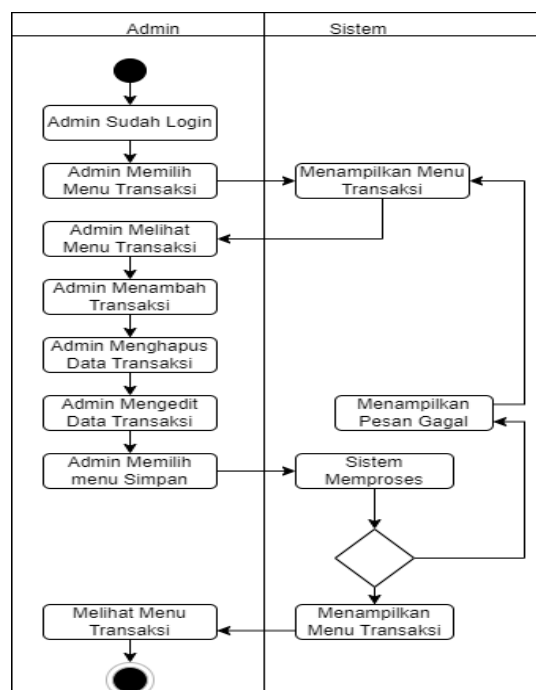 Admin
Sistem
Admin Sudah Login
Admin Memilih
Menu Transaksi
Menampilkan Menu
Transaksi
Admin Melihat
Menu Transaksi
Admin Menambah
Transaksi
Admin Menghapus
Data Transaksi
Admin Mengedit
Data Transaksi
Menampilkan
Pesan Gagal
Admin Memilih
menu Simpan
Sistem
Memproses
Melihat Menu
Transaksi
Menampilkan
Menu Transaksi